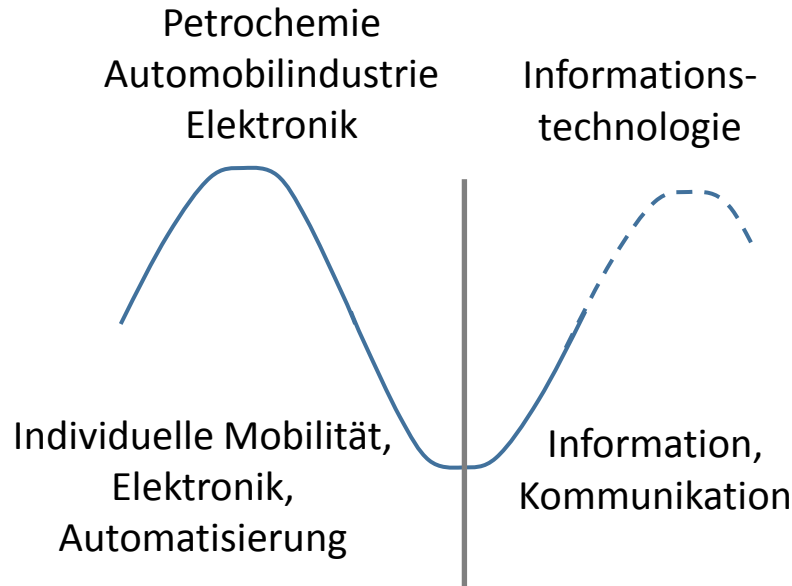 Petrochemie
Automobilindustrie
Elektronik
Informations-
technologie
Individuelle Mobilität,
Elektronik,
Automatisierung
Information,
Kommunikation